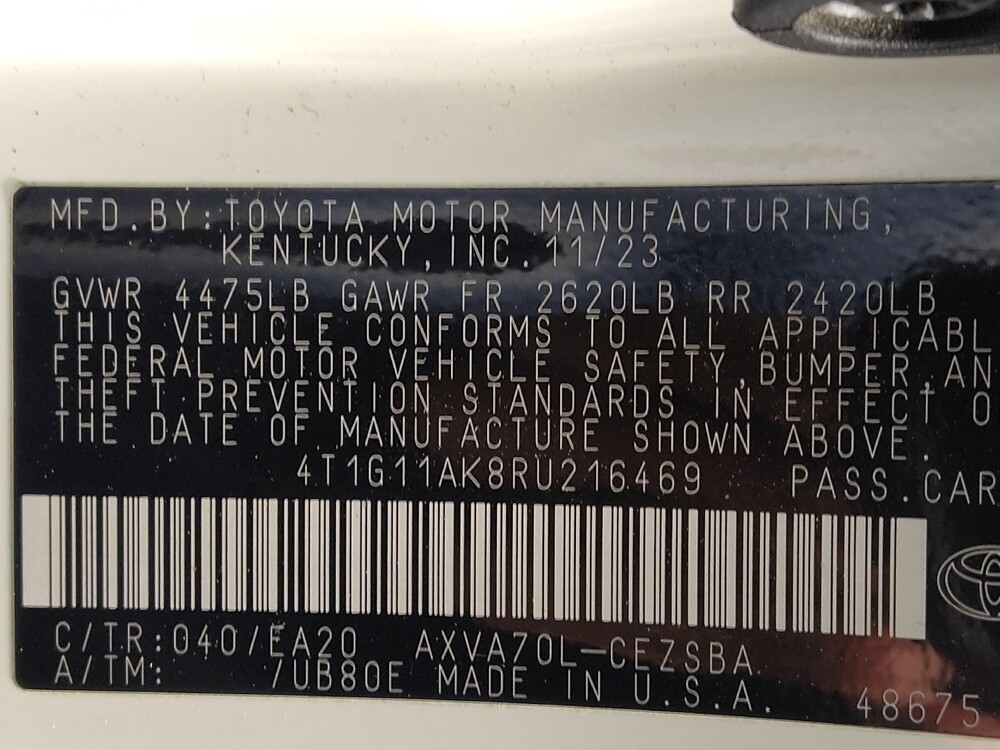 MFD. BY: TOYOTA MOTOR MANUFACTURING,
KENTUCKY, INC. 11/23
GVWR 4475LB GAWR FR 2620LB RR 2420LB
THIS VEHICLE CONFORMS TO ALL APPLICABL
FEDERAL MOTOR VEHICLE SAFETY, BUMPER, AN
THEFT PREVENTION STANDARDS IN EFFECT O
THE DATE OF MANUFACTURE SHOWN ABOVE.
4T1G11AK8RU216469 PASS. CAR
C/TR: 040/EA20 AXVA70L-CEZSBA
A/TM: /UB80E MADE IN U.S.A.
48675